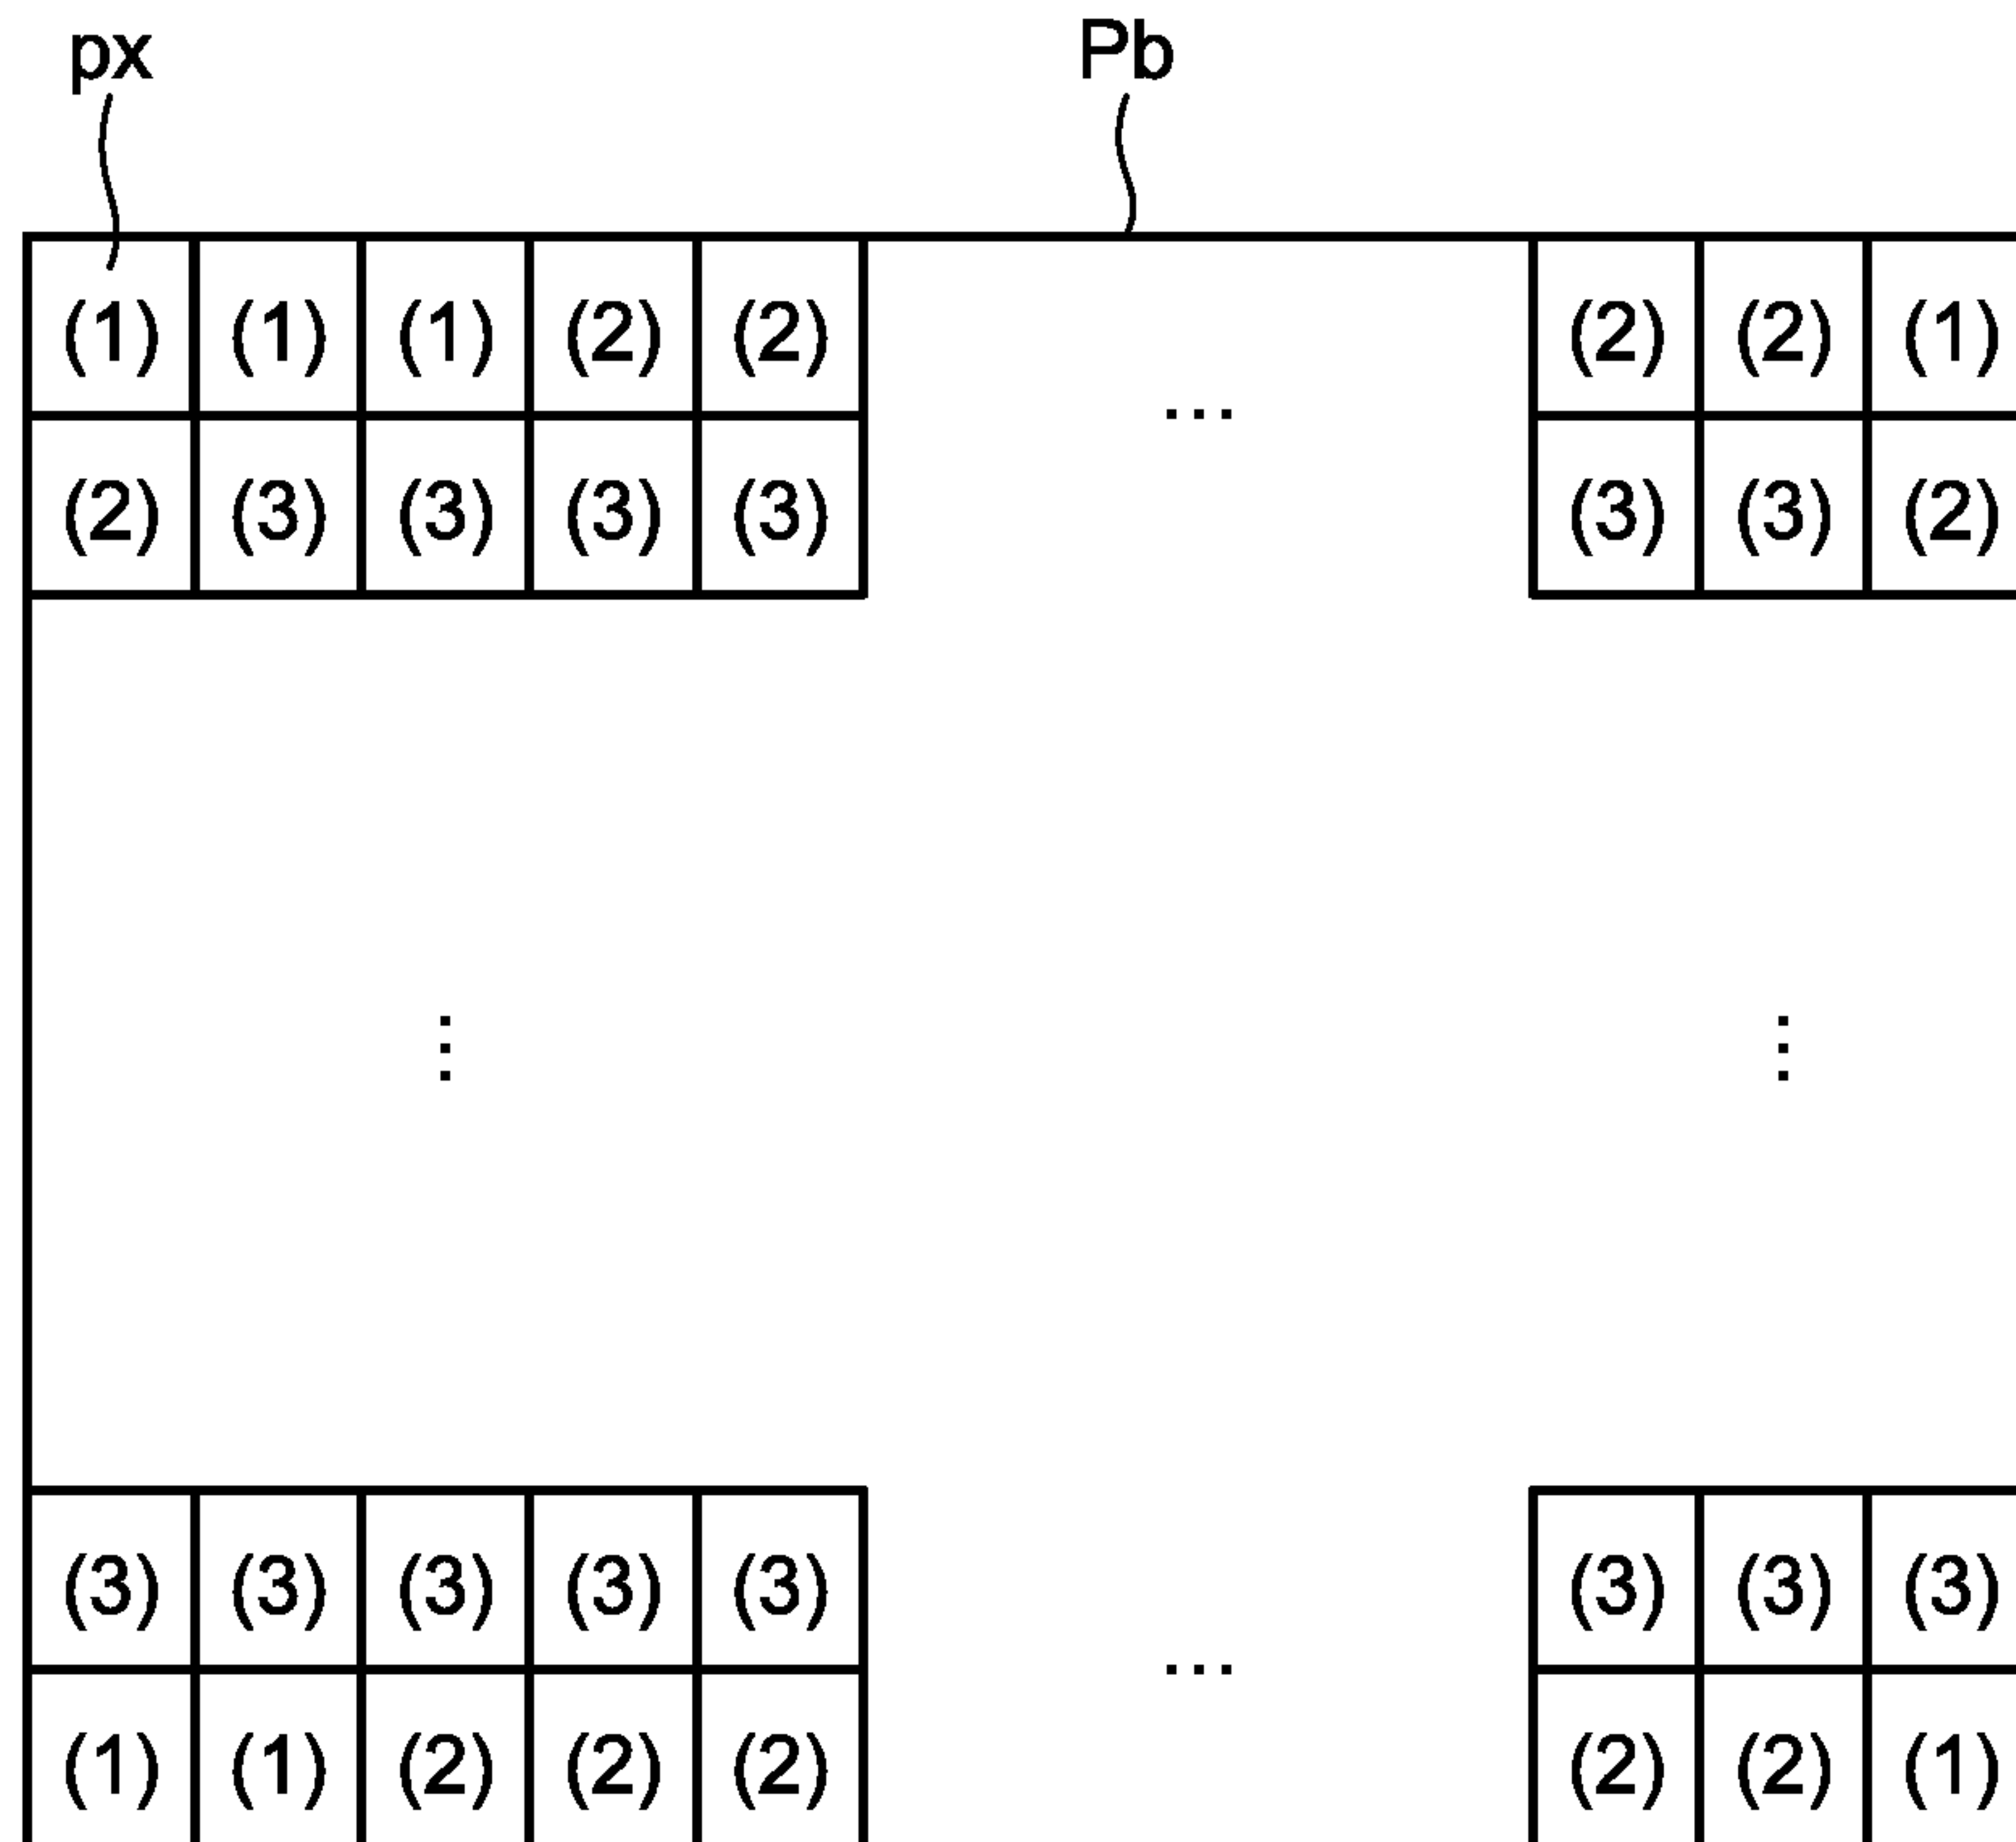 px Pb
(1) (1) (1) (2) (2) ... (2) (2) (1)
(2) (3) (3) (3) (3) (3) (3) (2)
⋮ ⋮
(3) (3) (3) (3) (3) ... (3) (3) (3)
(1) (1) (2) (2) (2) (2) (2) (1)